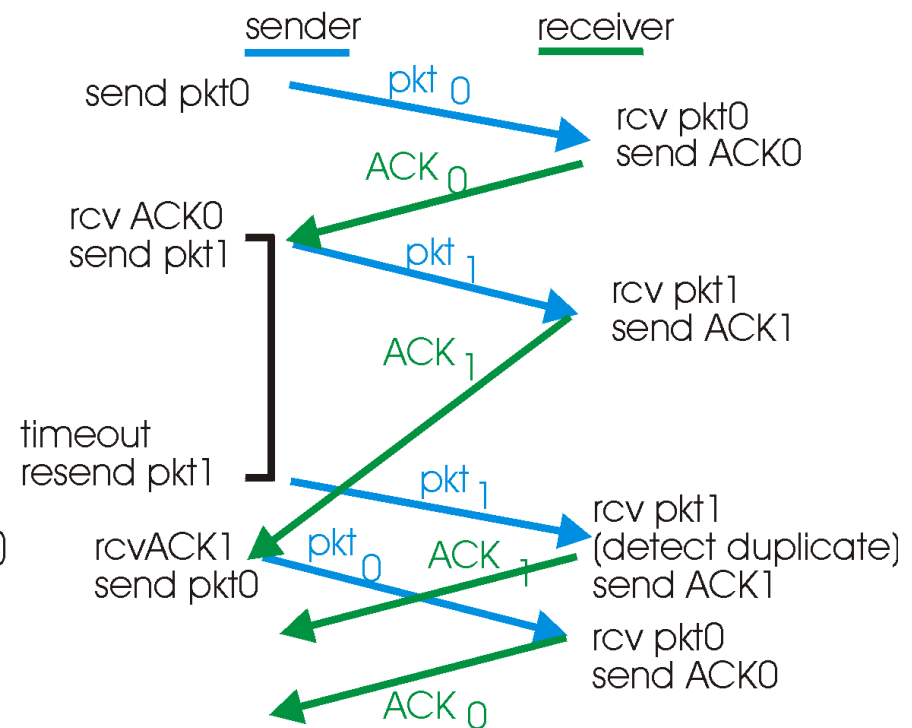 sender
receiver
send pkt0
pkt 0
rcv pkt0
send ACK0
ACK 0
rcv ACK0
send pkt1
pkt 1
rcv pkt1
send ACK1
ACK 1
timeout
resend pkt1
pkt 1
rcv pkt1
(detect duplicate)
send ACK1
)
rcvACK1
send pkt0
pkt 0
ACK 1
rcv pkt0
send ACK0
ACK 0